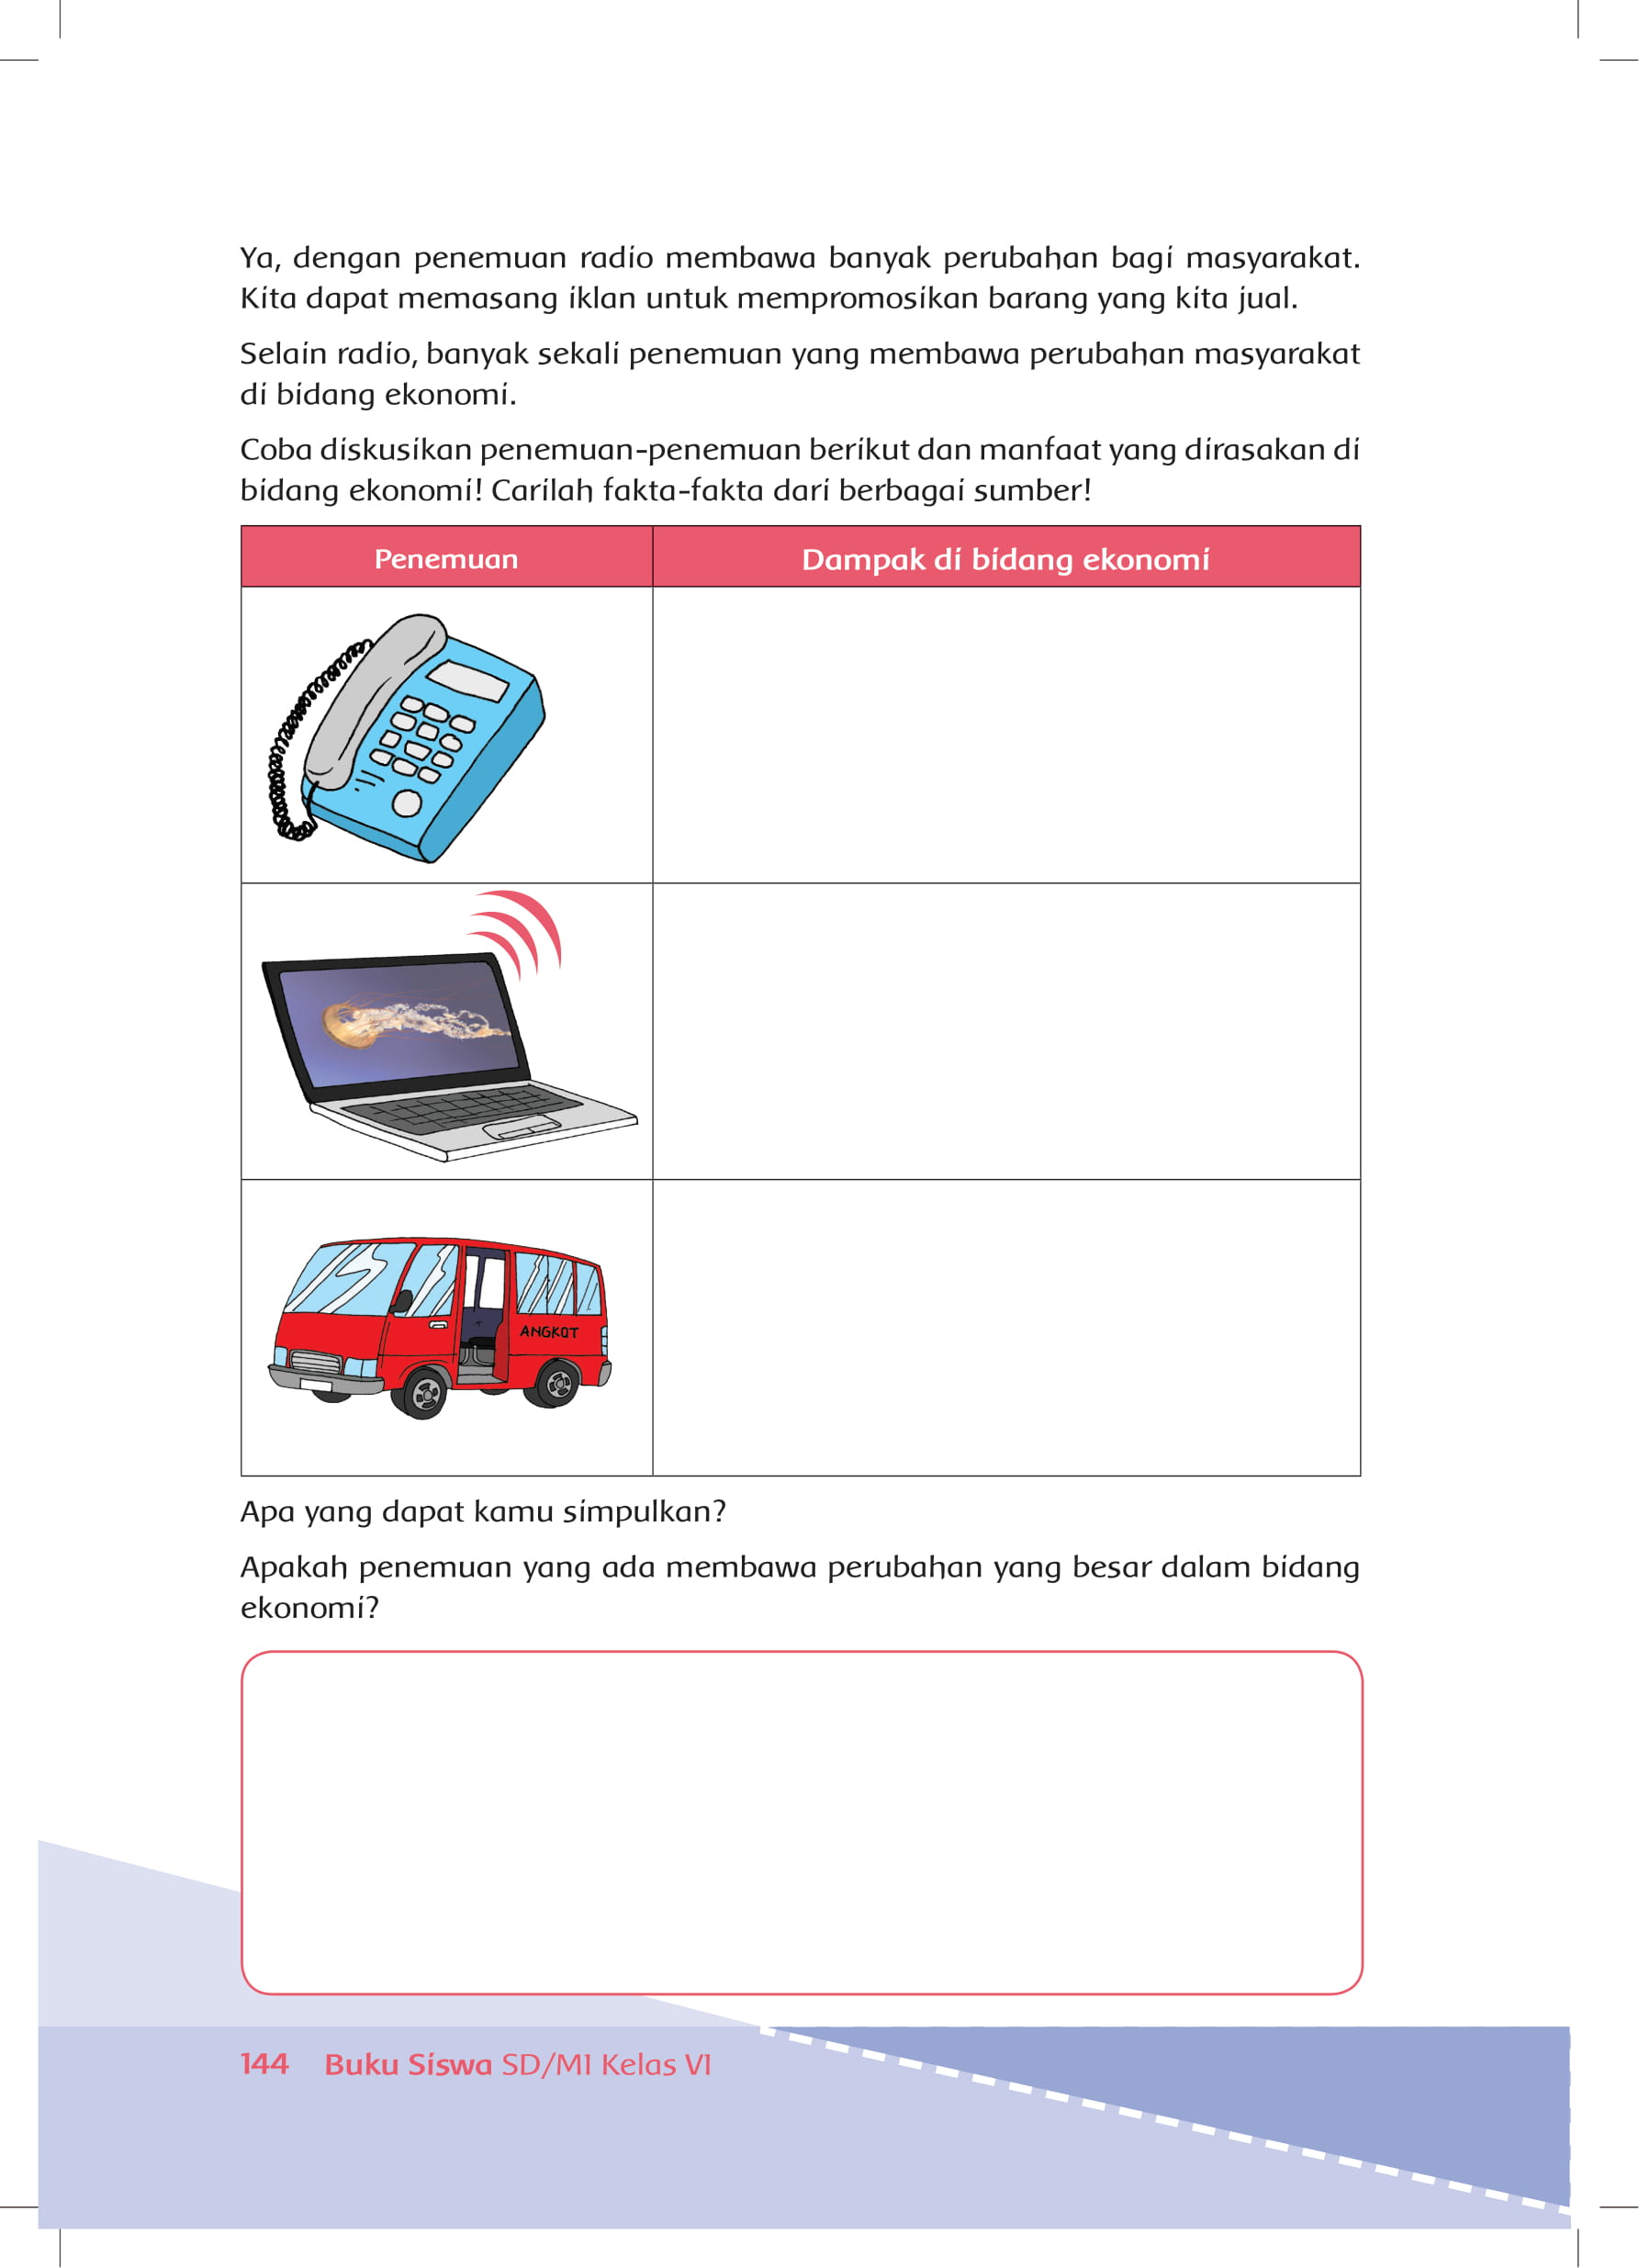 Ya, dengan penemuan radio membawa banyak perubahan bagi masyarakat.
Kita dapat memasang iklan untuk mempromosikan barang yang kita jual.
Selain radio, banyak sekali penemuan yang membawa perubahan masyarakat
di bidang ekonomi.
Coba diskusikan penemuan-penemuan berikut dan manfaat yang dirasakan di
bidang ekonomi! Carilah fakta-fakta dari berbagai sumber!
Penemuan
Dampak di bidang ekonomi
ANGKOT
Apa yang dapat kamu simpulkan?
Apakah penemuan yang ada membawa perubahan yang besar dalam bidang
ekonomi?
144 Buku Siswa SD/MI Kelas VI